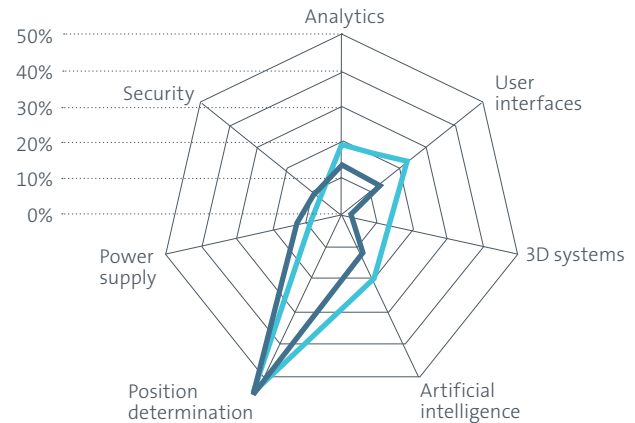 Analytics
50%
40%
30%
20%
10%
0%
Security
User
interfaces
Power
supply
3D systems
Position
determination
Artificial
intelligence